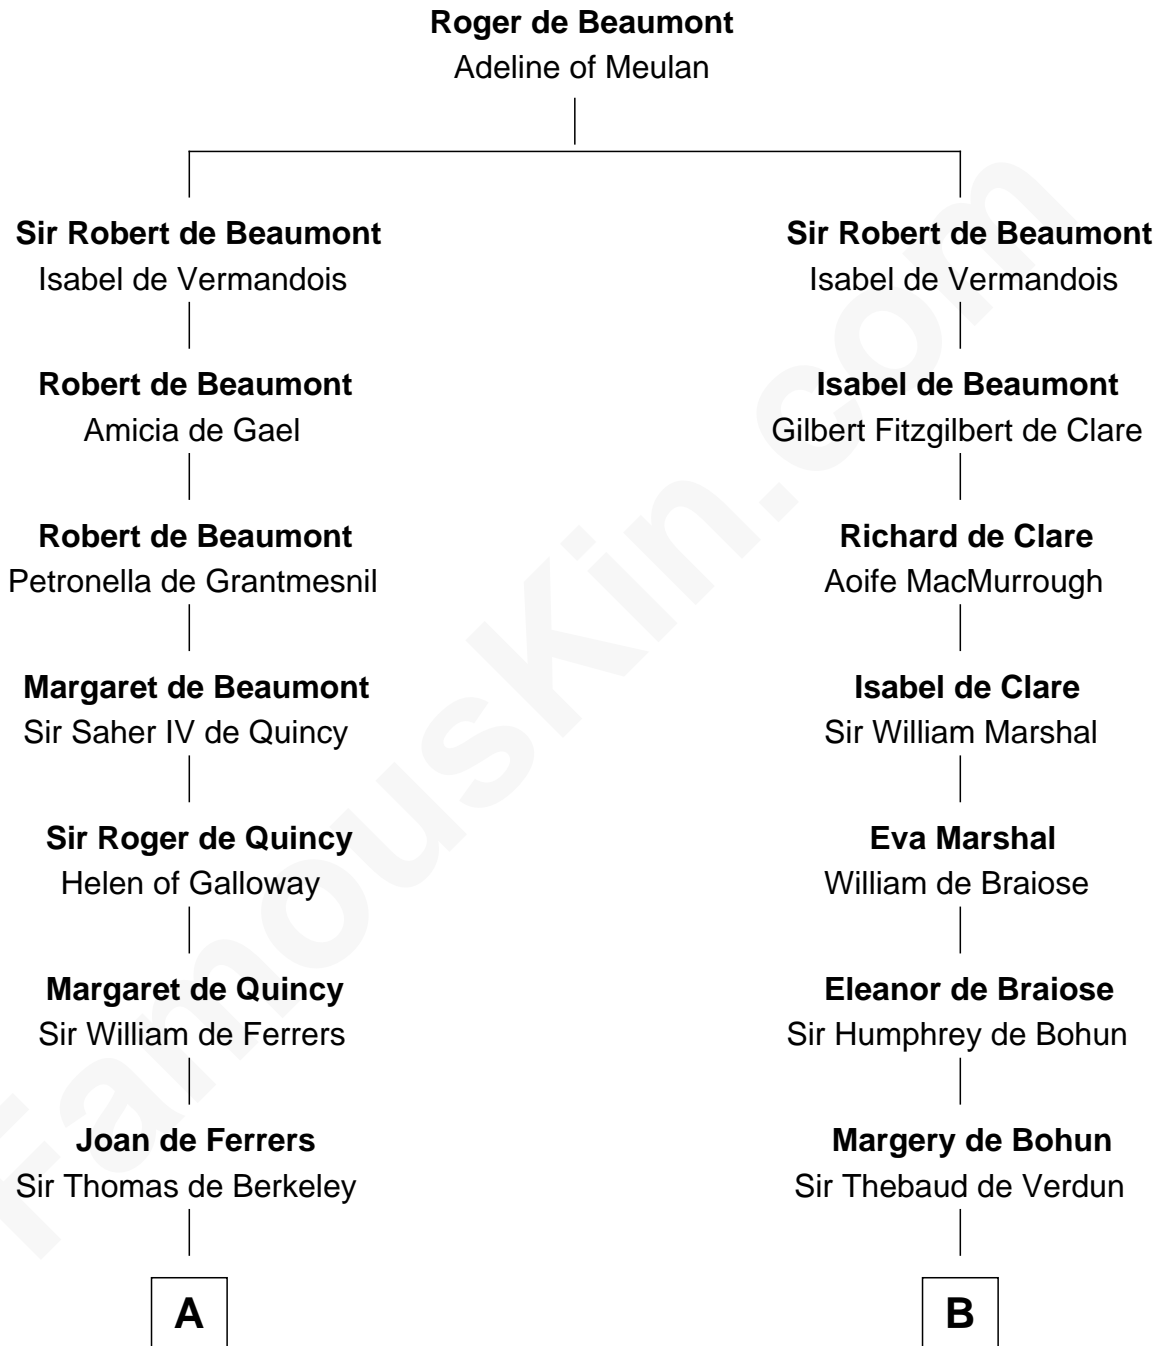 Roger de Beaumont
Adeline of Meulan
Sir Robert de Beaumont
Isabel de Vermandois
Sir Robert de Beaumont
Isabel de Vermandois
Robert de Beaumont
Amicia de Gael
Isabel de Beaumont
Gilbert Fitzgilbert de Clare
Robert de Beaumont
Petronella de Grantmesnil
Richard de Clare
Aoife MacMurrough
Margaret de Beaumont
Sir Saher IV de Quincy
Isabel de Clare
Sir William Marshal
Sir Roger de Quincy
Helen of Galloway
Eva Marshal
William de Braiose
Margaret de Quincy
Sir William de Ferrers
Eleanor de Braiose
Sir Humphrey de Bohun
Joan de Ferrers
Sir Thomas de Berkeley
Margery de Bohun
Sir Thebaud de Verdun
A
B
FamousKin.com